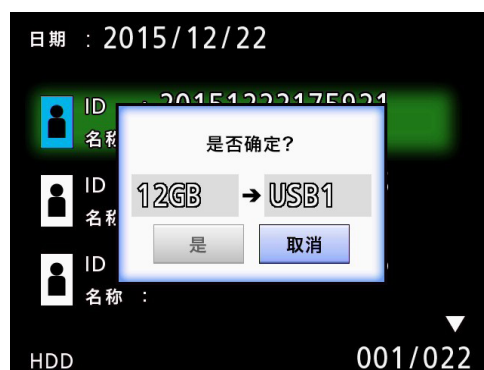 日期 : 2015/12/22
ID :
名称
是否确定?
ID
12GB → USB1
名称
是 取消
ID
名称 :
HDD 001/022